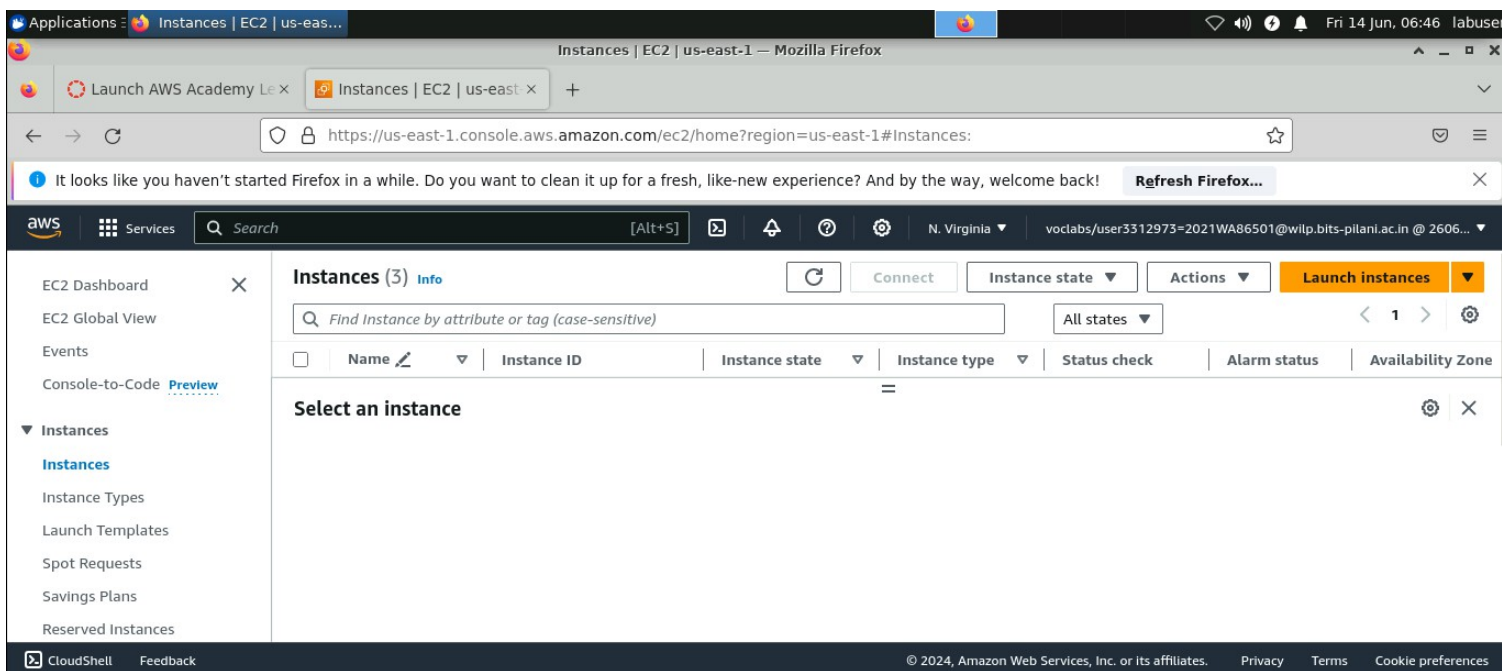 Applications Instances | EC2 | us-eas... Fri 14 Jun, 06:46 labuser
Instances | EC2 | us-east-1 — Mozilla Firefox
Launch AWS Academy Le Instances | EC2 | us-east-
https://us-east-1.console.aws.amazon.com/ec2/home?region=us-east-1#Instances:
It looks like you haven't started Firefox in a while. Do you want to clean it up for a fresh, like-new experience? And by the way, welcome back! Refresh Firefox...
aws Services Search [Alt+S] N. Virginia voclabs/user3312973=2021WA86501@wilp.bits-pilani.ac.in @ 2606...
EC2 Dashboard
EC2 Global View
Events
Console-to-Code Preview
Instances
Instances
Instance Types
Launch Templates
Spot Requests
Savings Plans
Reserved Instances
Instances (3) Info Connect Instance state Actions Launch instances
Find Instance by attribute or tag (case-sensitive) All states 1
Name Instance ID Instance state Instance type Status check Alarm status Availability Zone
Select an instance
CloudShell Feedback © 2024, Amazon Web Services, Inc. or its affiliates. Privacy Terms Cookie preferences